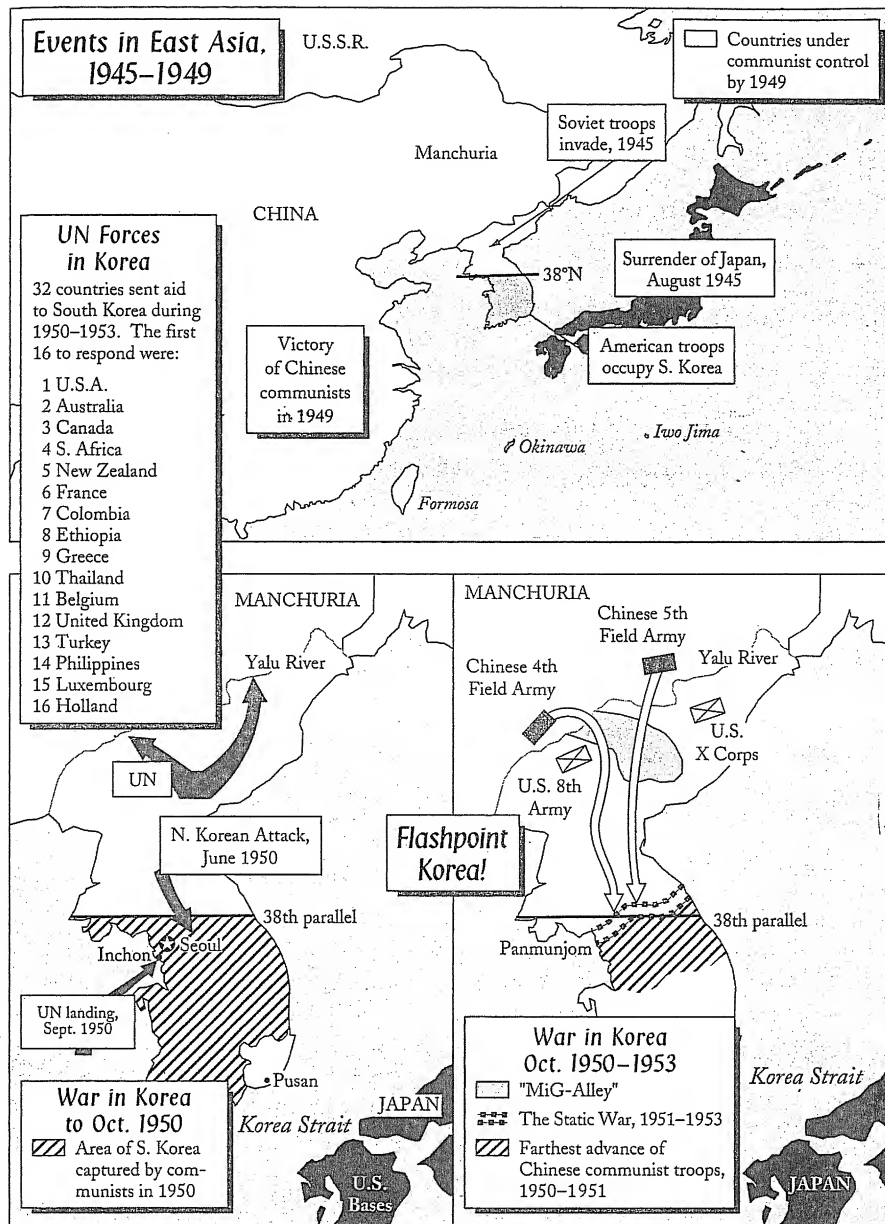 Events in East Asia,
1945–1949
U.S.S.R.
Countries under
communist control
by 1949
Soviet troops
invade, 1945
Manchuria
CHINA
38°N
Surrender of Japan,
August 1945
American troops
occupy S. Korea
Victory
of Chinese
communists
in 1949
Okinawa
Iwo Jima
Formosa
UN Forces
in Korea
32 countries sent aid
to South Korea during
1950–1953. The first
16 to respond were:
1 U.S.A.
2 Australia
3 Canada
4 S. Africa
5 New Zealand
6 France
7 Colombia
8 Ethiopia
9 Greece
10 Thailand
11 Belgium
12 United Kingdom
13 Turkey
14 Philippines
15 Luxembourg
16 Holland
MANCHURIA
Yalu River
UN
N. Korean Attack,
June 1950
38th parallel
Seoul
Inchon
UN landing,
Sept. 1950
Pusan
War in Korea
to Oct. 1950
Area of S. Korea
captured by com-
munists in 1950
Korea Strait
JAPAN
U.S.
Bases
MANCHURIA
Chinese 5th
Field Army
Chinese 4th
Field Army
Yalu River
U.S.
X Corps
U.S. 8th
Army
Flashpoint
Korea!
38th parallel
Panmunjom
War in Korea
Oct. 1950–1953
"MiG-Alley"
The Static War, 1951–1953
Farthest advance of
Chinese communist troops,
1950–1951
Korea Strait
JAPAN